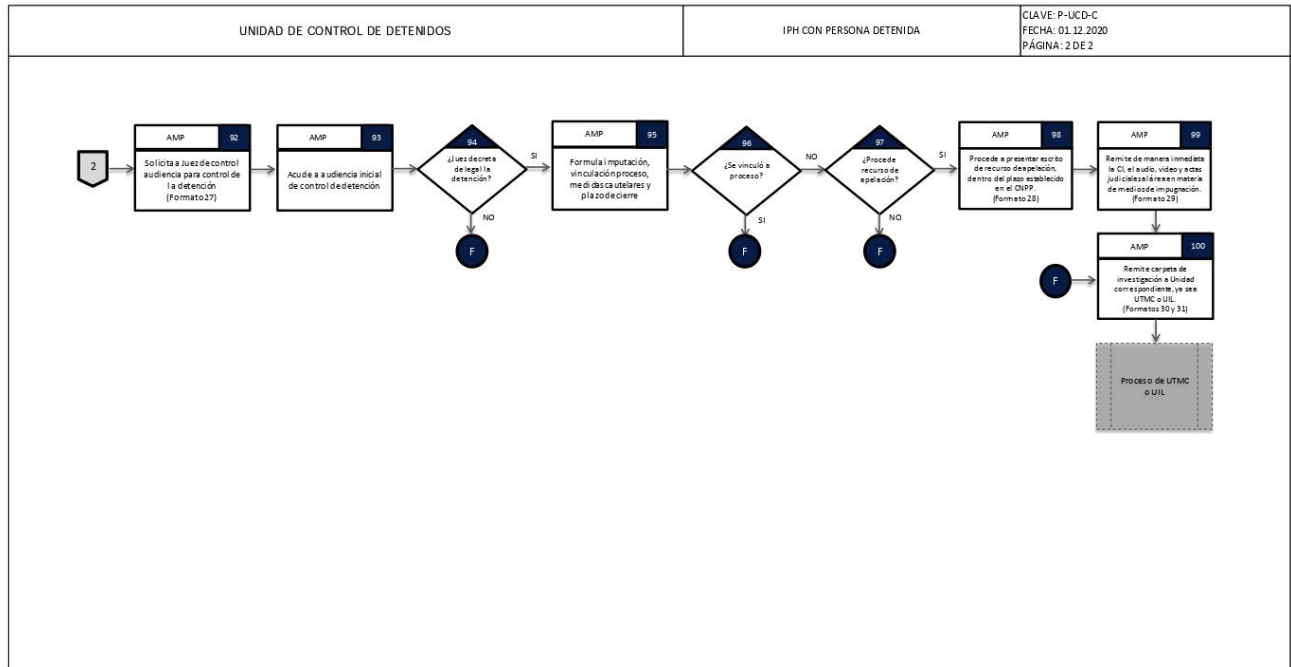 UNIDAD DE CONTROL DE DETENIDOS
IPH CON PERSONA DETENIDA
CLAVE: P-UCD-C
FECHA: 01.12.2020
PÁGINA: 2 DE 2
2
AMP
92
Solicita a Juez de control
audiencia para control de
la detención
(Formato 27)
AMP
93
Acude a audiencia inicial
de control de detención
94
¿Juez decreta
de legal la
detención?
SI
NO
F
AMP
95
Formula imputación,
vinculación proceso,
medidas cautelares y
plazo de cierre
96
¿Se vinculó a
proceso?
NO
SI
F
97
¿Procede
recurso de
apelación?
SI
NO
F
AMP
98
Procede a presentar escrito
de recurso de apelación,
dentro del plazo establecido
en el CNPP.
(Formato 28)
AMP
99
Remite de manera inmediata
la CI, el audio, video y actas
judiciales al área en materia
de medios de impugnación.
(Formato 29)
F
AMP
100
Remite carpeta de
investigación a Unidad
correspondiente, ya sea
UTMC o UIL.
(Formatos 30 y 31)
Proceso de UTMC
o UIL